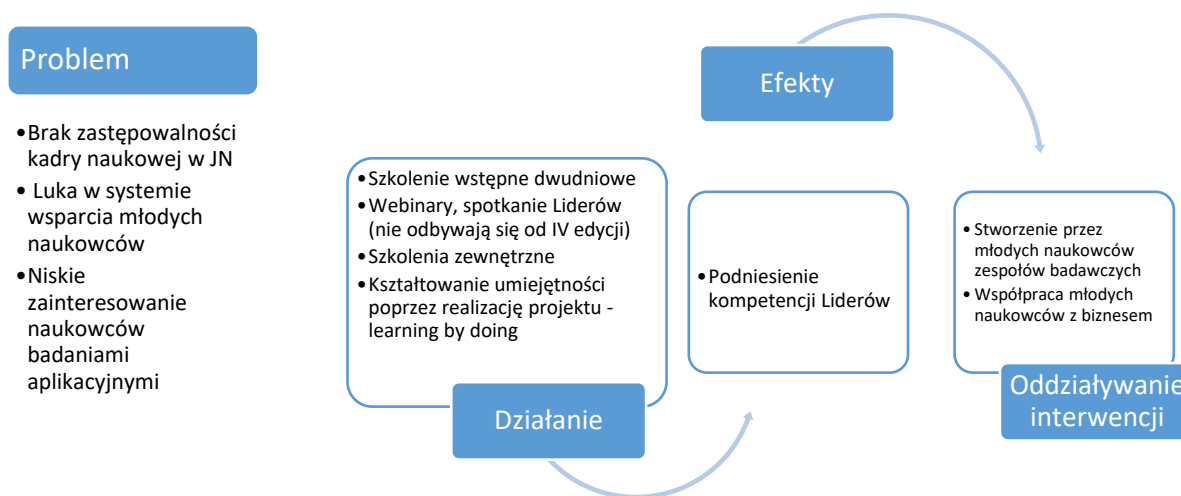 Problem
•Brak zastępowalności
kadry naukowej w JN
• Luka w systemie
wsparcia młodych
naukowców
•Niskie
zainteresowanie
naukowców
badaniami
aplikacyjnymi
•Szkolenie wstępne dwudniowe
•Webinary, spotkanie Liderów
(nie odbywają się od IV edycji)
•Szkolenia zewnętrzne
•Kształtowanie umiejętności
poprzez realizację projektu -
learning by doing
Działanie
Efekty
•Podniesienie
kompetencji Liderów
•Stworzenie przez
młodych naukowców
zespołów badawczych
•Współpraca młodych
naukowców z biznesem
Oddziaływanie
interwencji